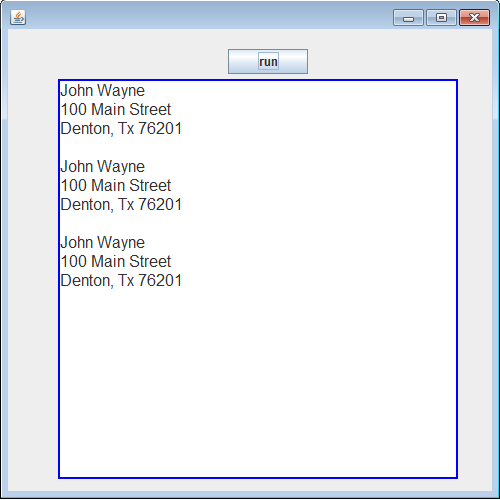 run
John Wayne
100 Main Street
Denton, Tx 76201
John Wayne
100 Main Street
Denton, Tx 76201
John Wayne
100 Main Street
Denton, Tx 76201